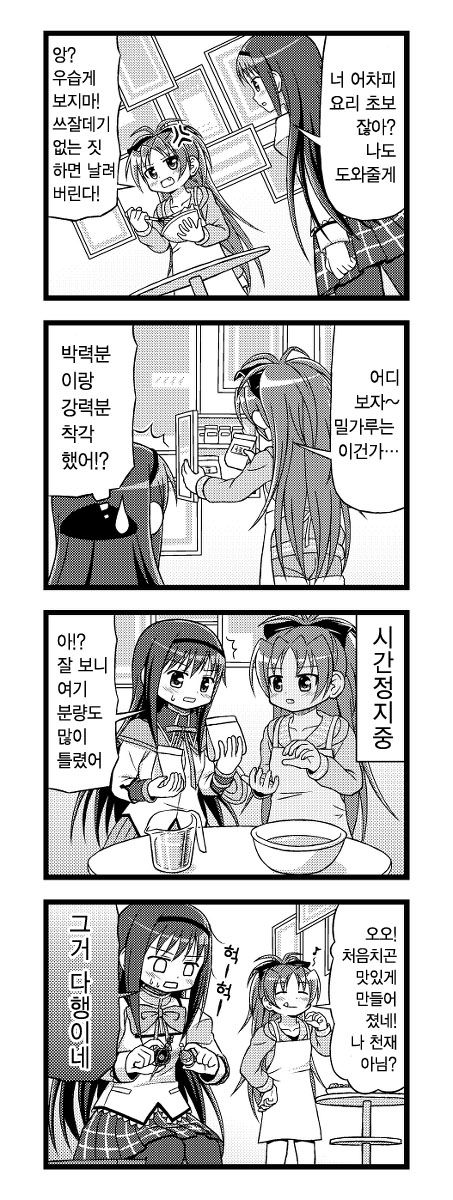 너 어차피
요리 초보
잖아?
나도
도와줄게
앙?
우습게
보지마!
쓰잘데기
없는 짓
하면 날려
버린다!
어디
보자~
밀가루는
이건가…
박력분
이랑
강력분
착각
했어!?
시간정지중
아!?
잘 보니
여기
분량도
많이
틀렸어
오오!
처음치곤
맛있게
만들어
졌네!
나 천재
아님?
헉ー헉ー
그거 다행이네